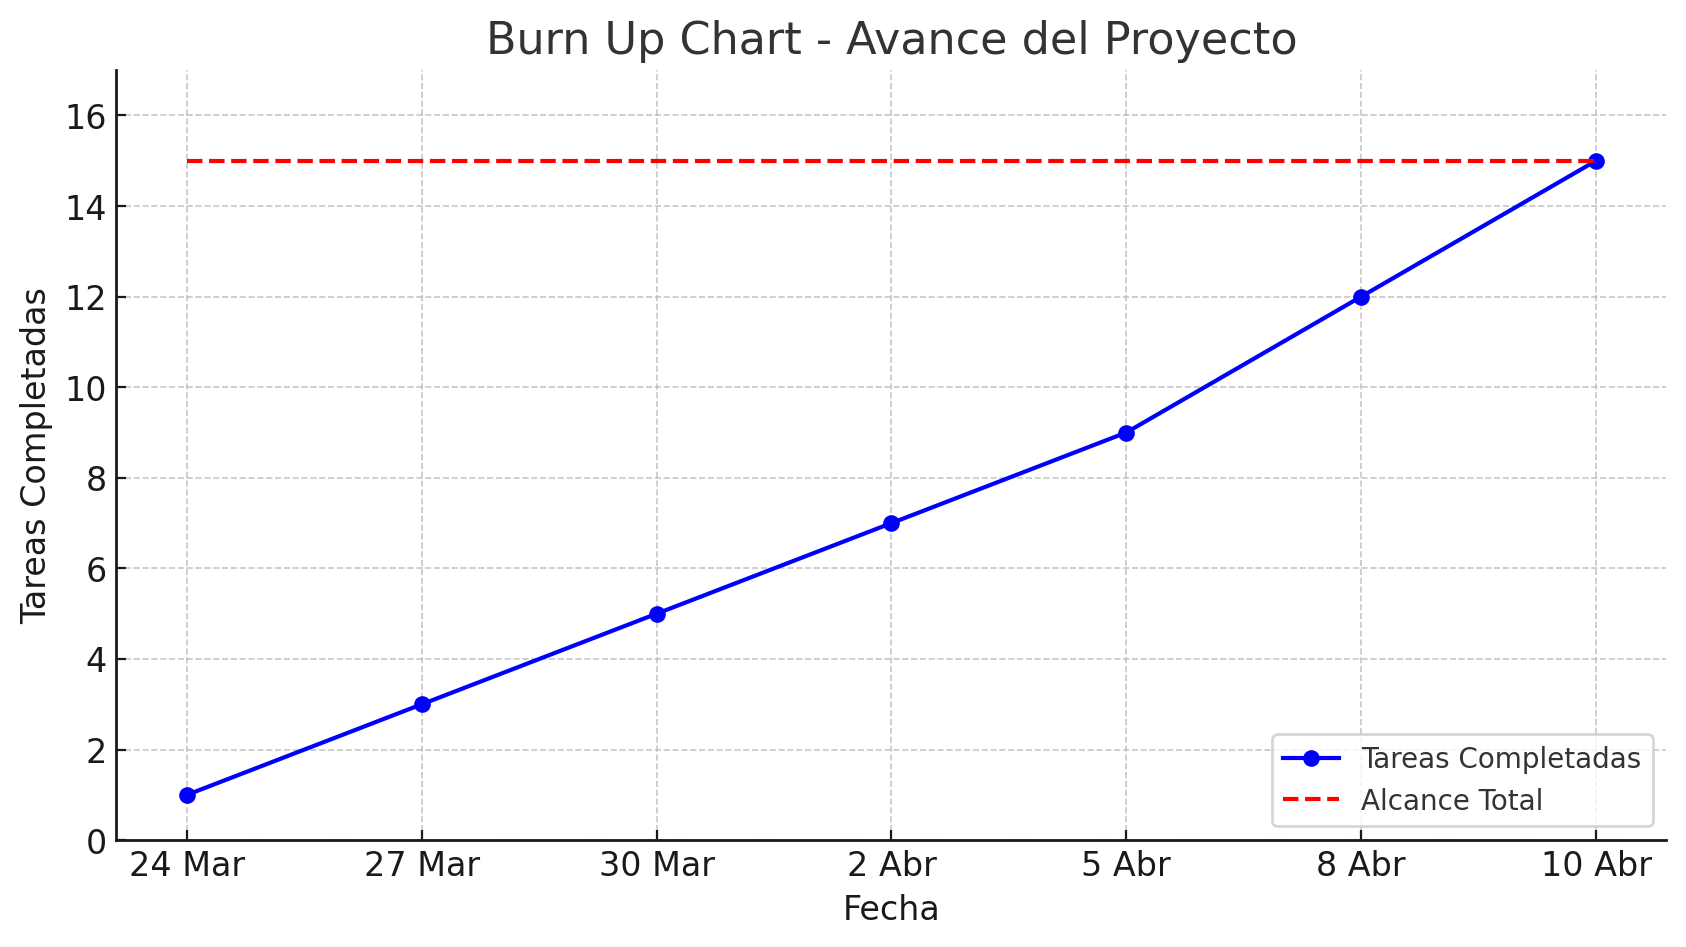 Burn Up Chart - Avance del Proyecto
16
14
12
10
8
6
4
2
0
Tareas Completadas
24 Mar
27 Mar
30 Mar
2 Abr
5 Abr
8 Abr
10 Abr
Fecha
Tareas Completadas
Alcance Total